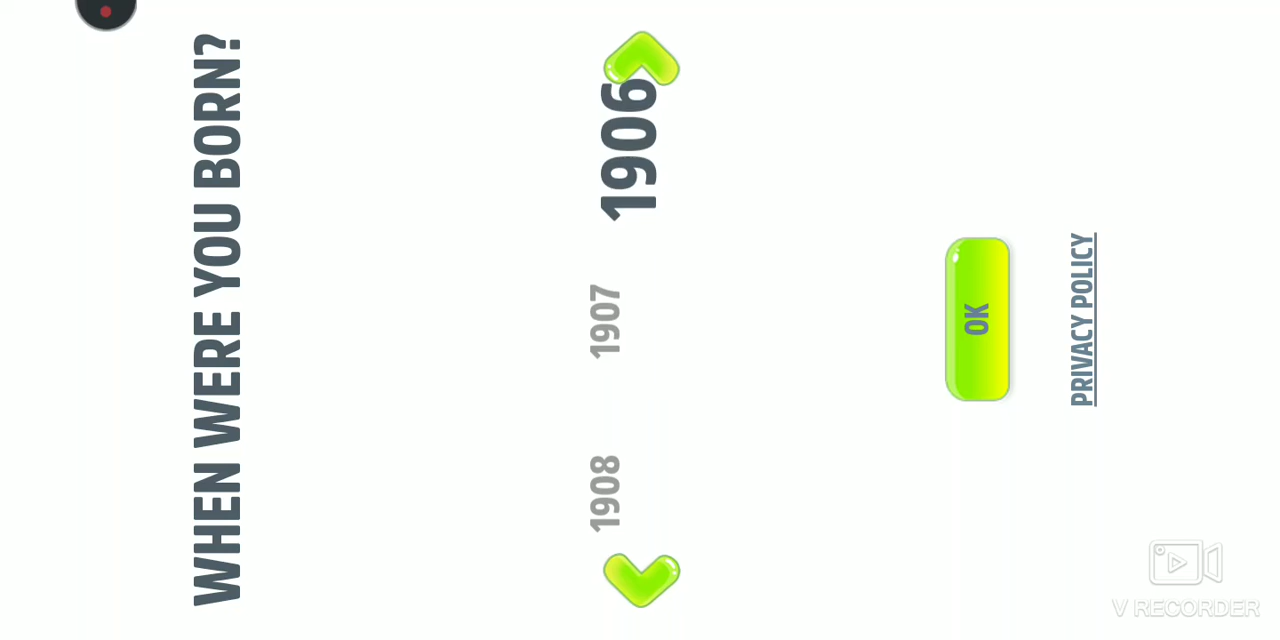 WHEN WERE YOU BORN?
1908 1907 1906
OK
PRIVACY POLICY
V RECORDER